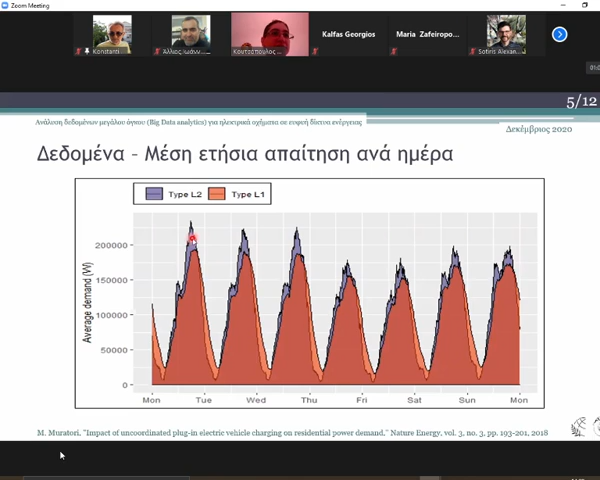 Zoom Meeting
Konstanti
Άλλιος Ιωάνν...
Κουτσόπουλος ...
Kalfas Georgios
Maria Zafeiropo...
Sotiris Alexan...
5/12
Ανάλυση δεδομένων μεγάλου όγκου (Big Data analytics) για ηλεκτρικά οχήματα σε ευφυή δίκτυα ενέργειας
Δεκέμβριος 2020
Δεδομένα – Μέση ετήσια απαίτηση ανά ημέρα
Type L2 Type L1
Average demand (W)
200000
150000
100000
50000
0
Mon Tue Wed Thu Fri Sat Sun Mon
M. Muratori, "Impact of uncoordinated plug-in electric vehicle charging on residential power demand," Nature Energy, vol. 3, no. 3, pp. 193-201, 2018